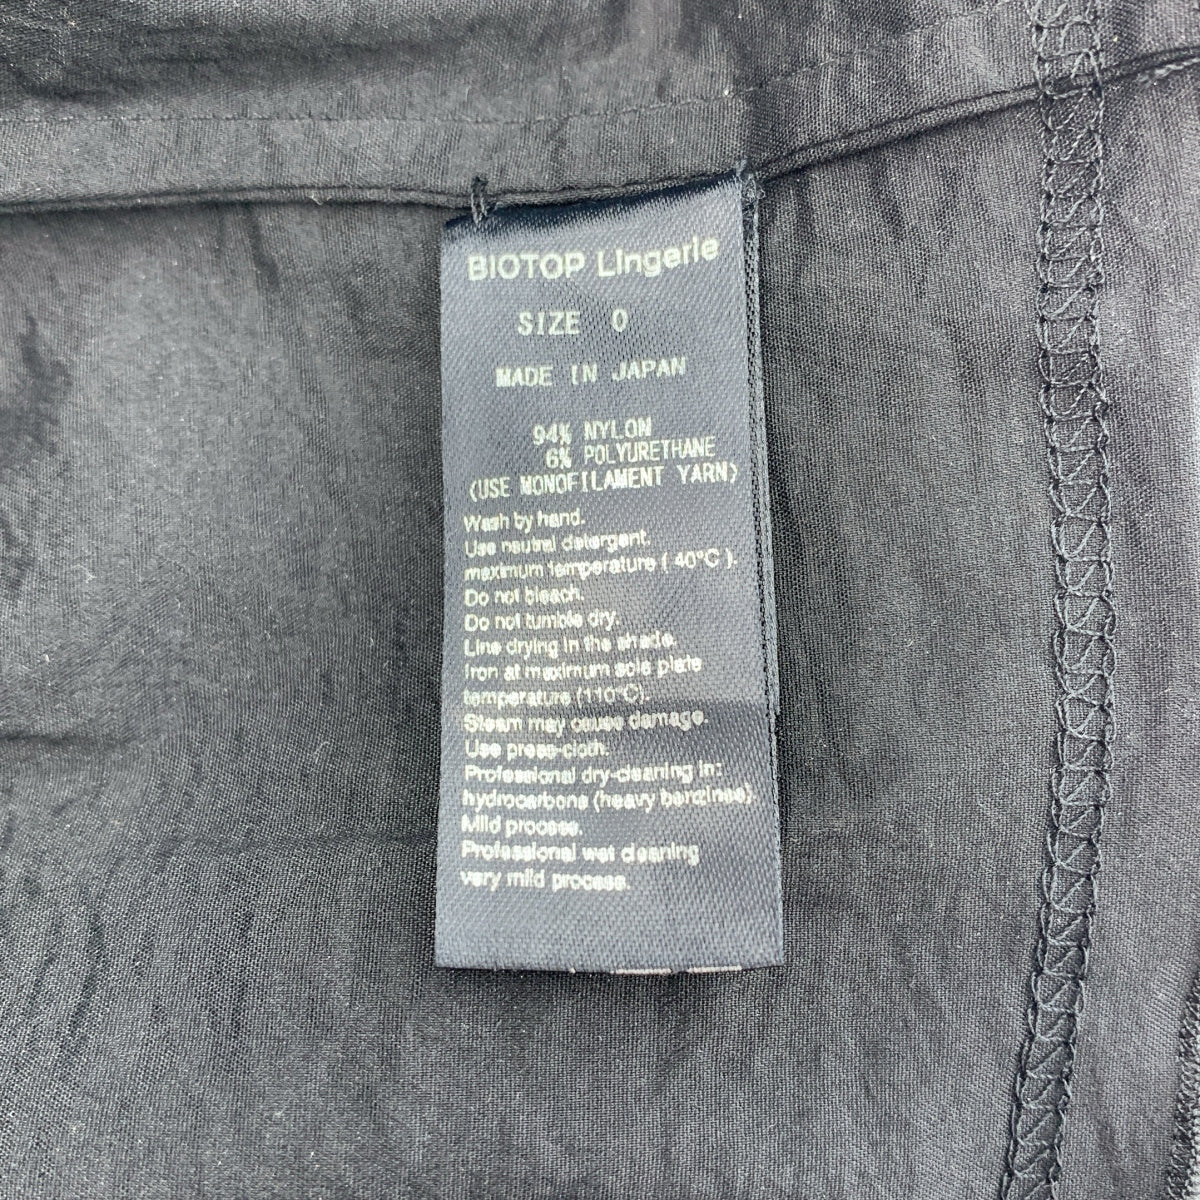 BIOTOP Lingerie
SIZE 0
MADE IN JAPAN
94% NYLON
6% POLYURETHANE
(USE MONOFILAMENT YARN)
Wash by hand.
Use neutral detergent.
maximum temperature ( 40°C ).
Do not bleach.
Do not tumble dry.
Line drying in the shade.
Iron at maximum sole plate
temperature (110°C).
Steam may cause damage.
Use press-cloth.
Professional dry-cleaning in:
hydrocarbons (heavy benzines).
Mild process.
Professional wet cleaning
very mild process.